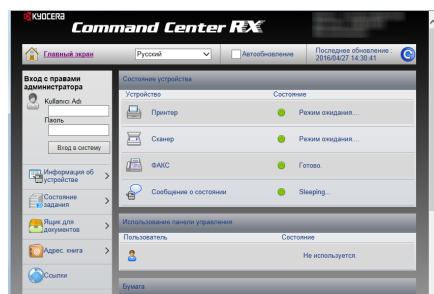 KYOCERA
Command Center RX
Главный экран
Русский
Автообновление
Последнее обновление :
2016/04/27 14:30:41
Вход с правами
администратора
Kullanıcı Adı
Пароль
Вход в систему
Информация об
устройстве
Состояние
задания
Ящик для
документов
Адрес. книга
Ссылки
Состояние устройства
Устройство Состояние
Принтер Режим ожидания....
Сканер Режим ожидания....
ФАКС Готово.
Сообщение о состоянии Sleeping...
Использование панели управления
Пользователь Состояние
Не используется.
Бумага